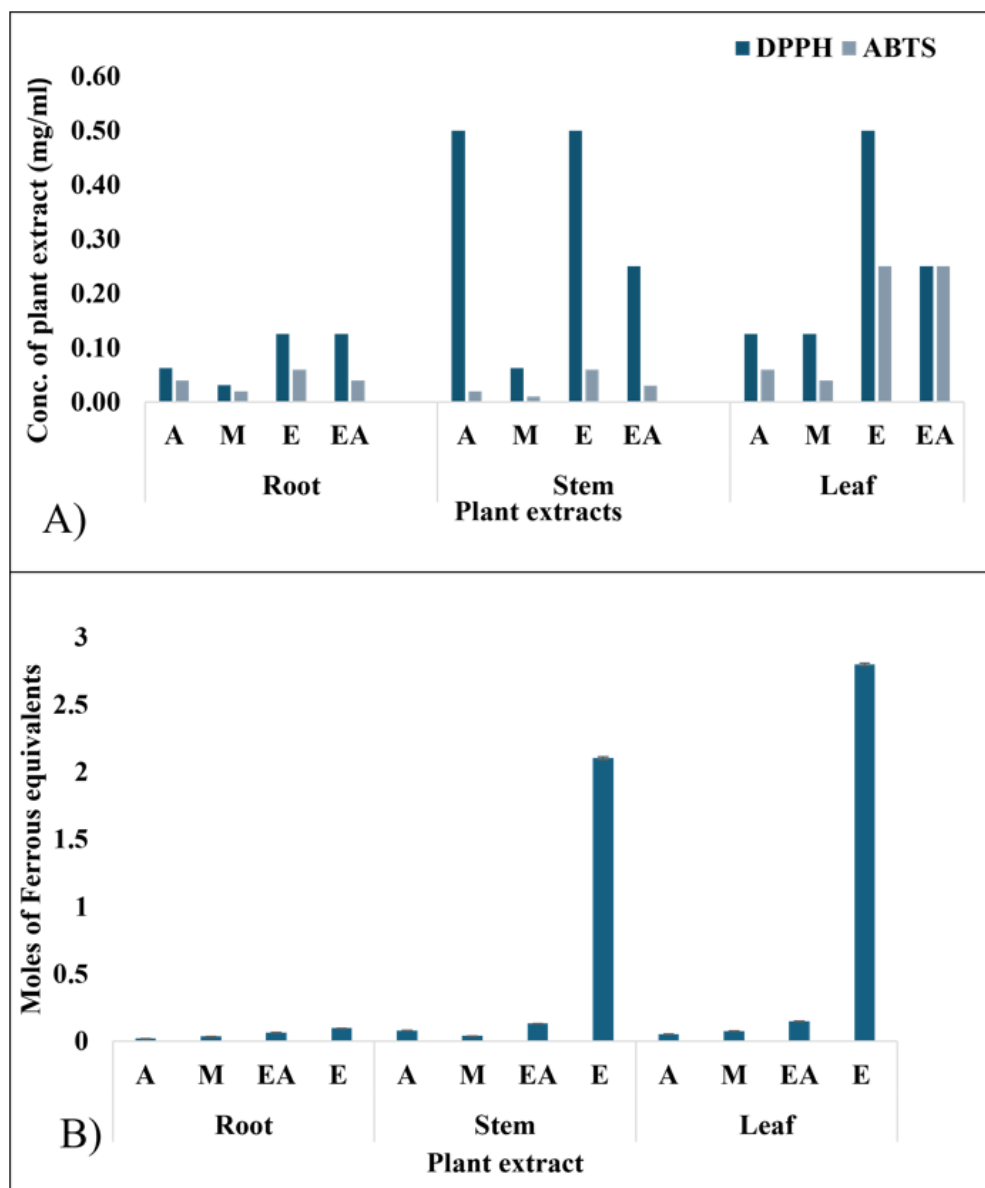 DPPH ABTS
Conc. of plant extract (mg/ml)
0.60
0.50
0.40
0.30
0.20
0.10
0.00
A M E EA A M E EA A M E EA
Root Stem Leaf
Plant extracts
A)
Moles of Ferrous equivalents
3
2.5
2
1.5
1
0.5
0
A M EA E A M EA E A M EA E
Root Stem Leaf
Plant extract
B)